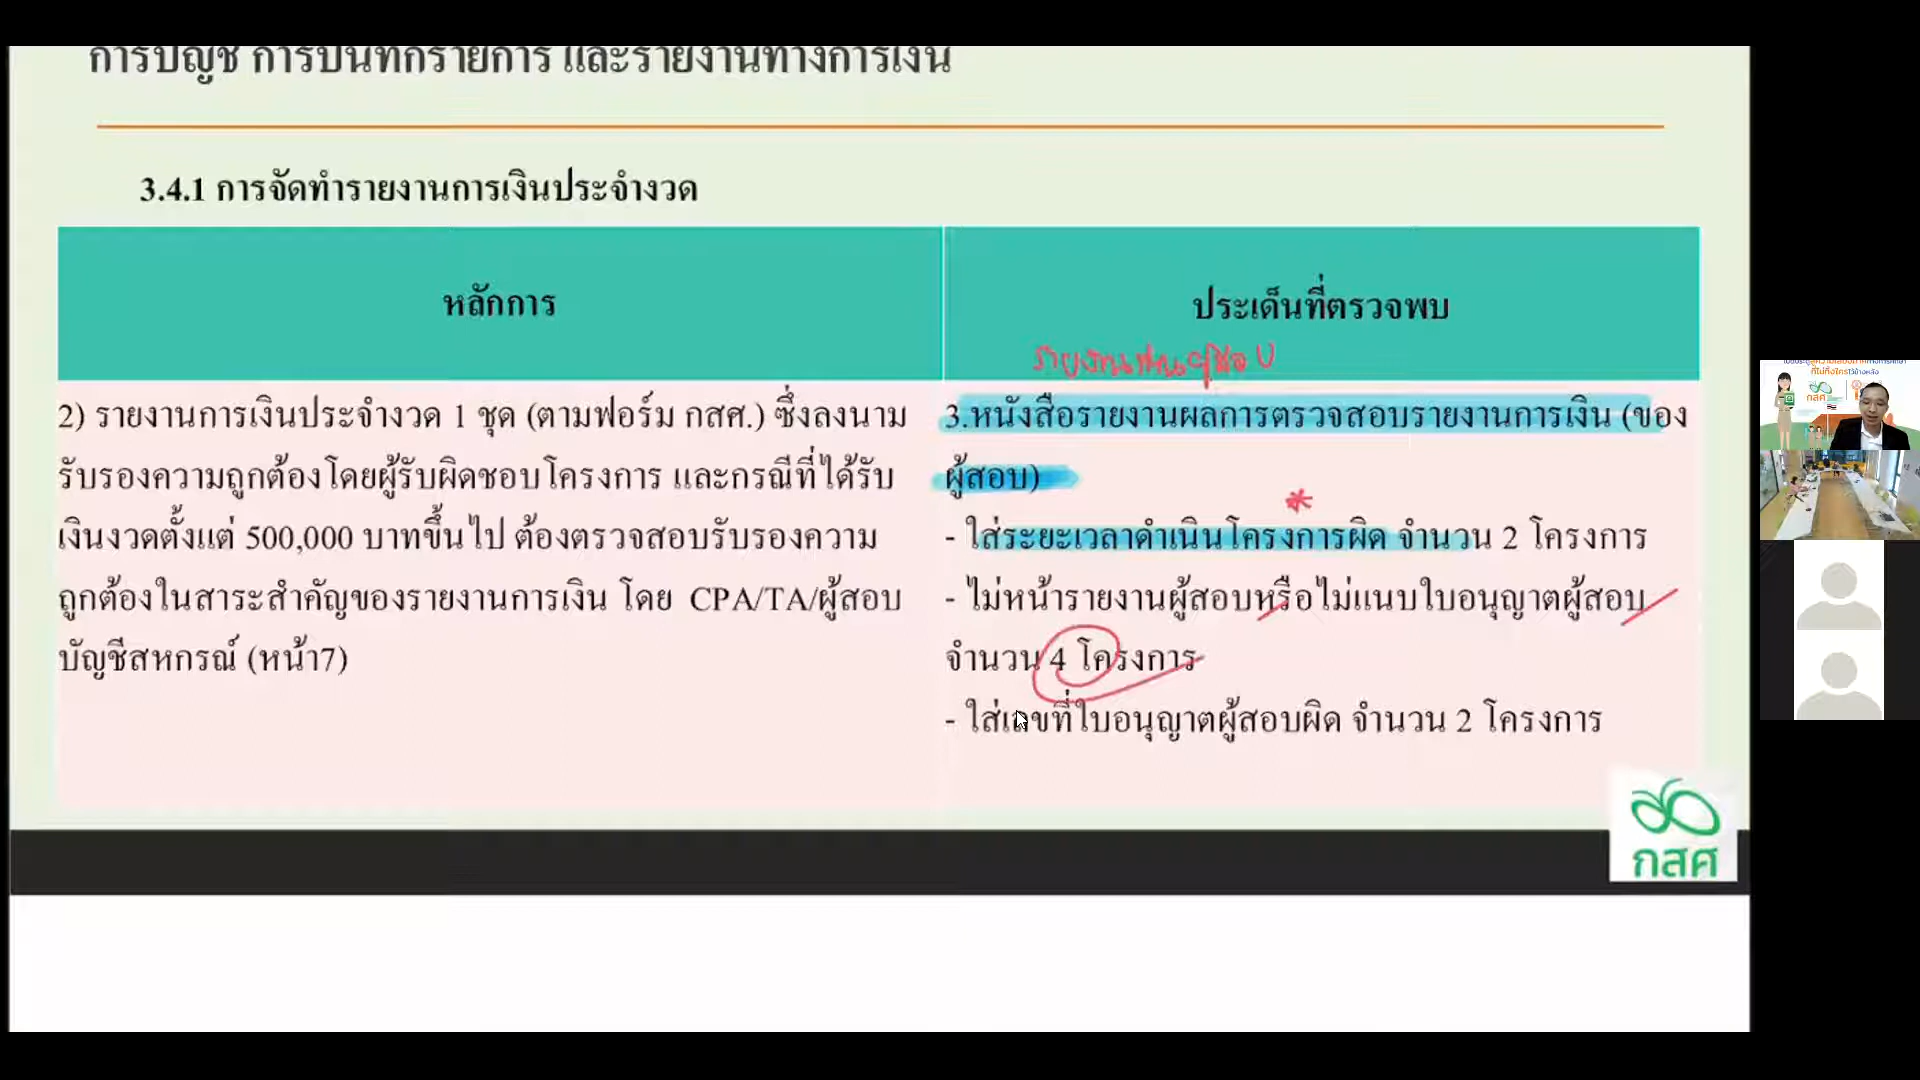 การบัญชี การบันทึกรายการ และรายงานทางการเงิน
3.4.1 การจัดทำรายงานการเงินประจำงวด
หลักการ
2) รายงานการเงินประจำงวด 1 ชุด (ตามฟอร์ม กสศ.) ซึ่งลงนาม
รับรองความถูกต้องโดยผู้รับผิดชอบโครงการ และกรณีที่ได้รับ
เงินงวดตั้งแต่ 500,000 บาทขึ้นไป ต้องตรวจสอบรับรองความ
ถูกต้องในสาระสำคัญของรายงานการเงิน โดย CPA/TA/ผู้สอบ
บัญชีสหกรณ์ (หน้า7)
ประเด็นที่ตรวจพบ
3.หนังสือรายงานผลการตรวจสอบรายงานการเงิน (ของ
ผู้สอบ)
- ใส่ระยะเวลาดำเนินโครงการผิด จำนวน 2 โครงการ
- ไม่หน้ารายงานผู้สอบหรือไม่แนบใบอนุญาตผู้สอบ
จำนวน 4 โครงการ
- ใส่เลขที่ใบอนุญาตผู้สอบผิด จำนวน 2 โครงการ
กสศ
ที่ไม่ทิ้งใครไว้ข้างหลัง
กสศ